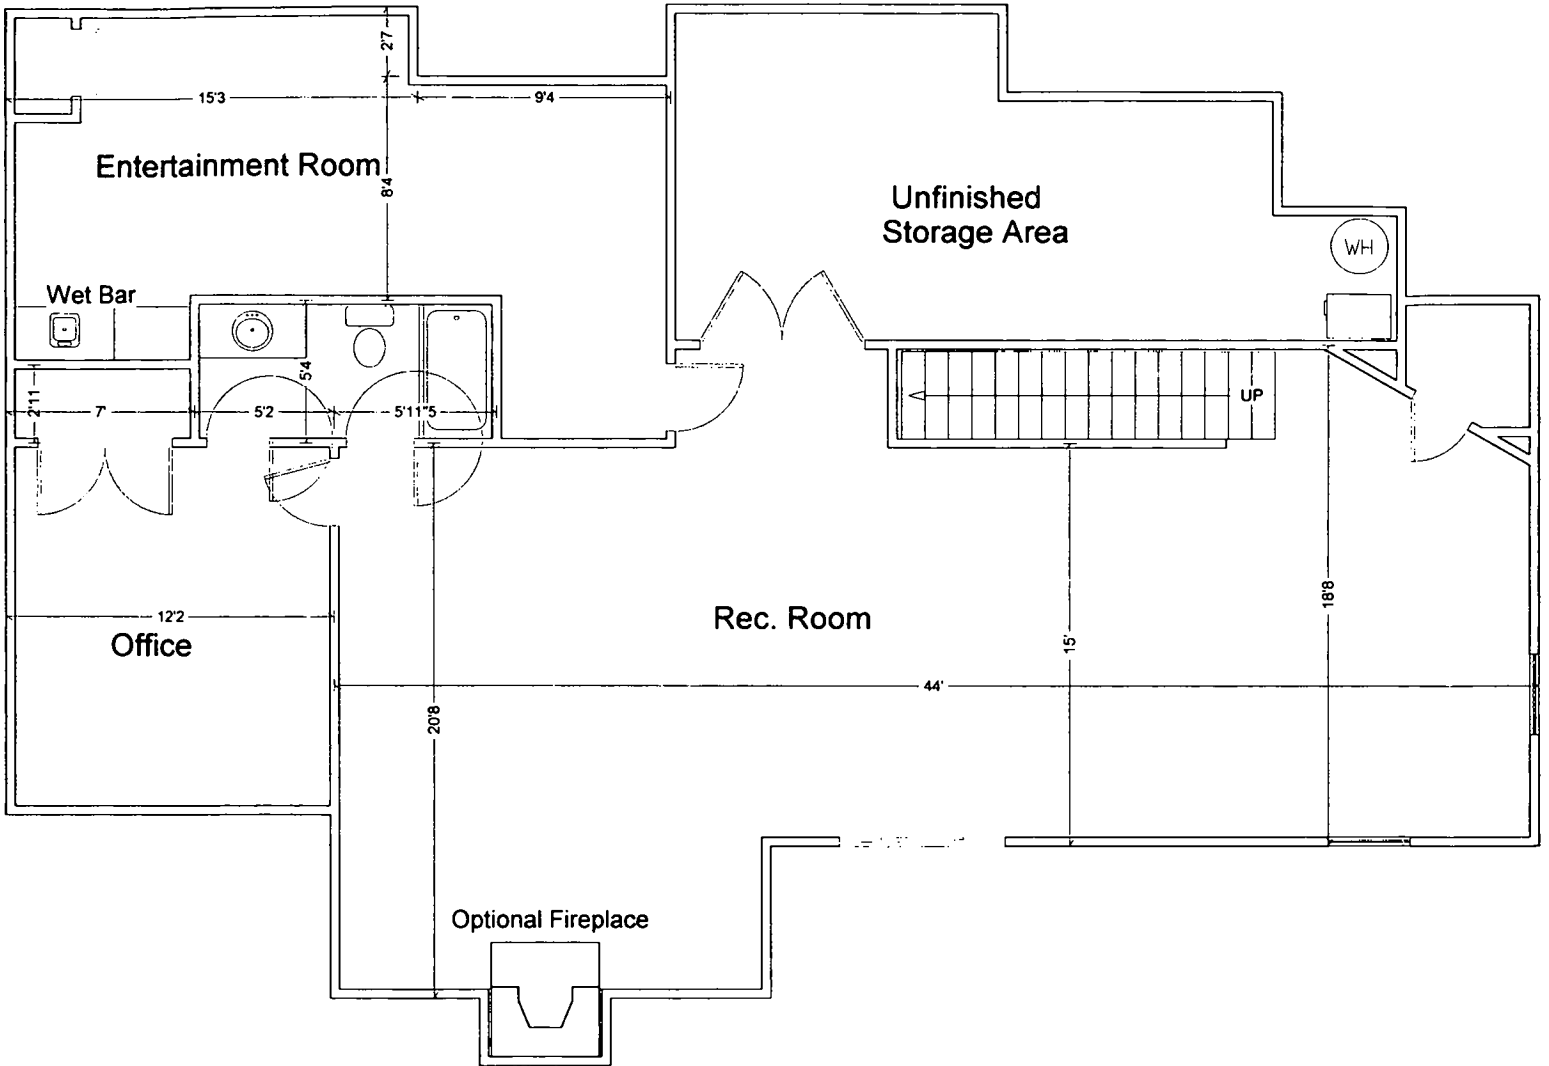 2'7
15'3
9'4
Entertainment Room
8'4
Unfinished
Storage Area
WH
Wet Bar
5'4
2'11
7'
5'2
5'11"5
UP
12'2
Office
Rec. Room
15'
18'8
44'
20'8
Optional Fireplace